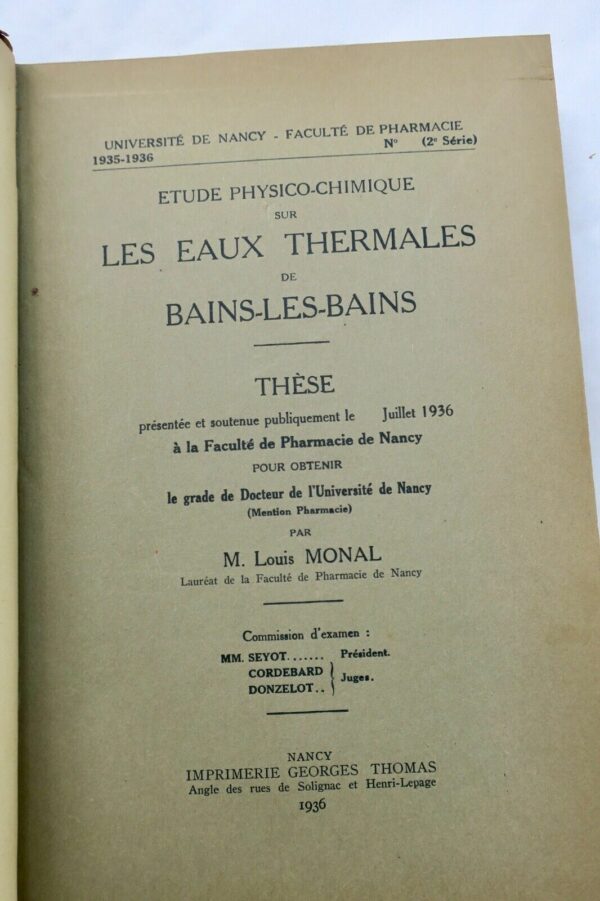 UNIVERSITÉ DE NANCY - FACULTÉ DE PHARMACIE
1935-1936 N° (2e Série)
ETUDE PHYSICO-CHIMIQUE
SUR
LES EAUX THERMALES
DE
BAINS-LES-BAINS
THÈSE
présentée et soutenue publiquement le Juillet 1936
à la Faculté de Pharmacie de Nancy
POUR OBTENIR
le grade de Docteur de l'Université de Nancy
(Mention Pharmacie)
PAR
M. Louis MONAL
Lauréat de la Faculté de Pharmacie de Nancy
Commission d'examen :
MM. SEYOT....... Président.
CORDEBARD
DONZELOT.. } Juges.
NANCY
IMPRIMERIE GEORGES THOMAS
Angle des rues de Solignac et Henri-Lepage
1936